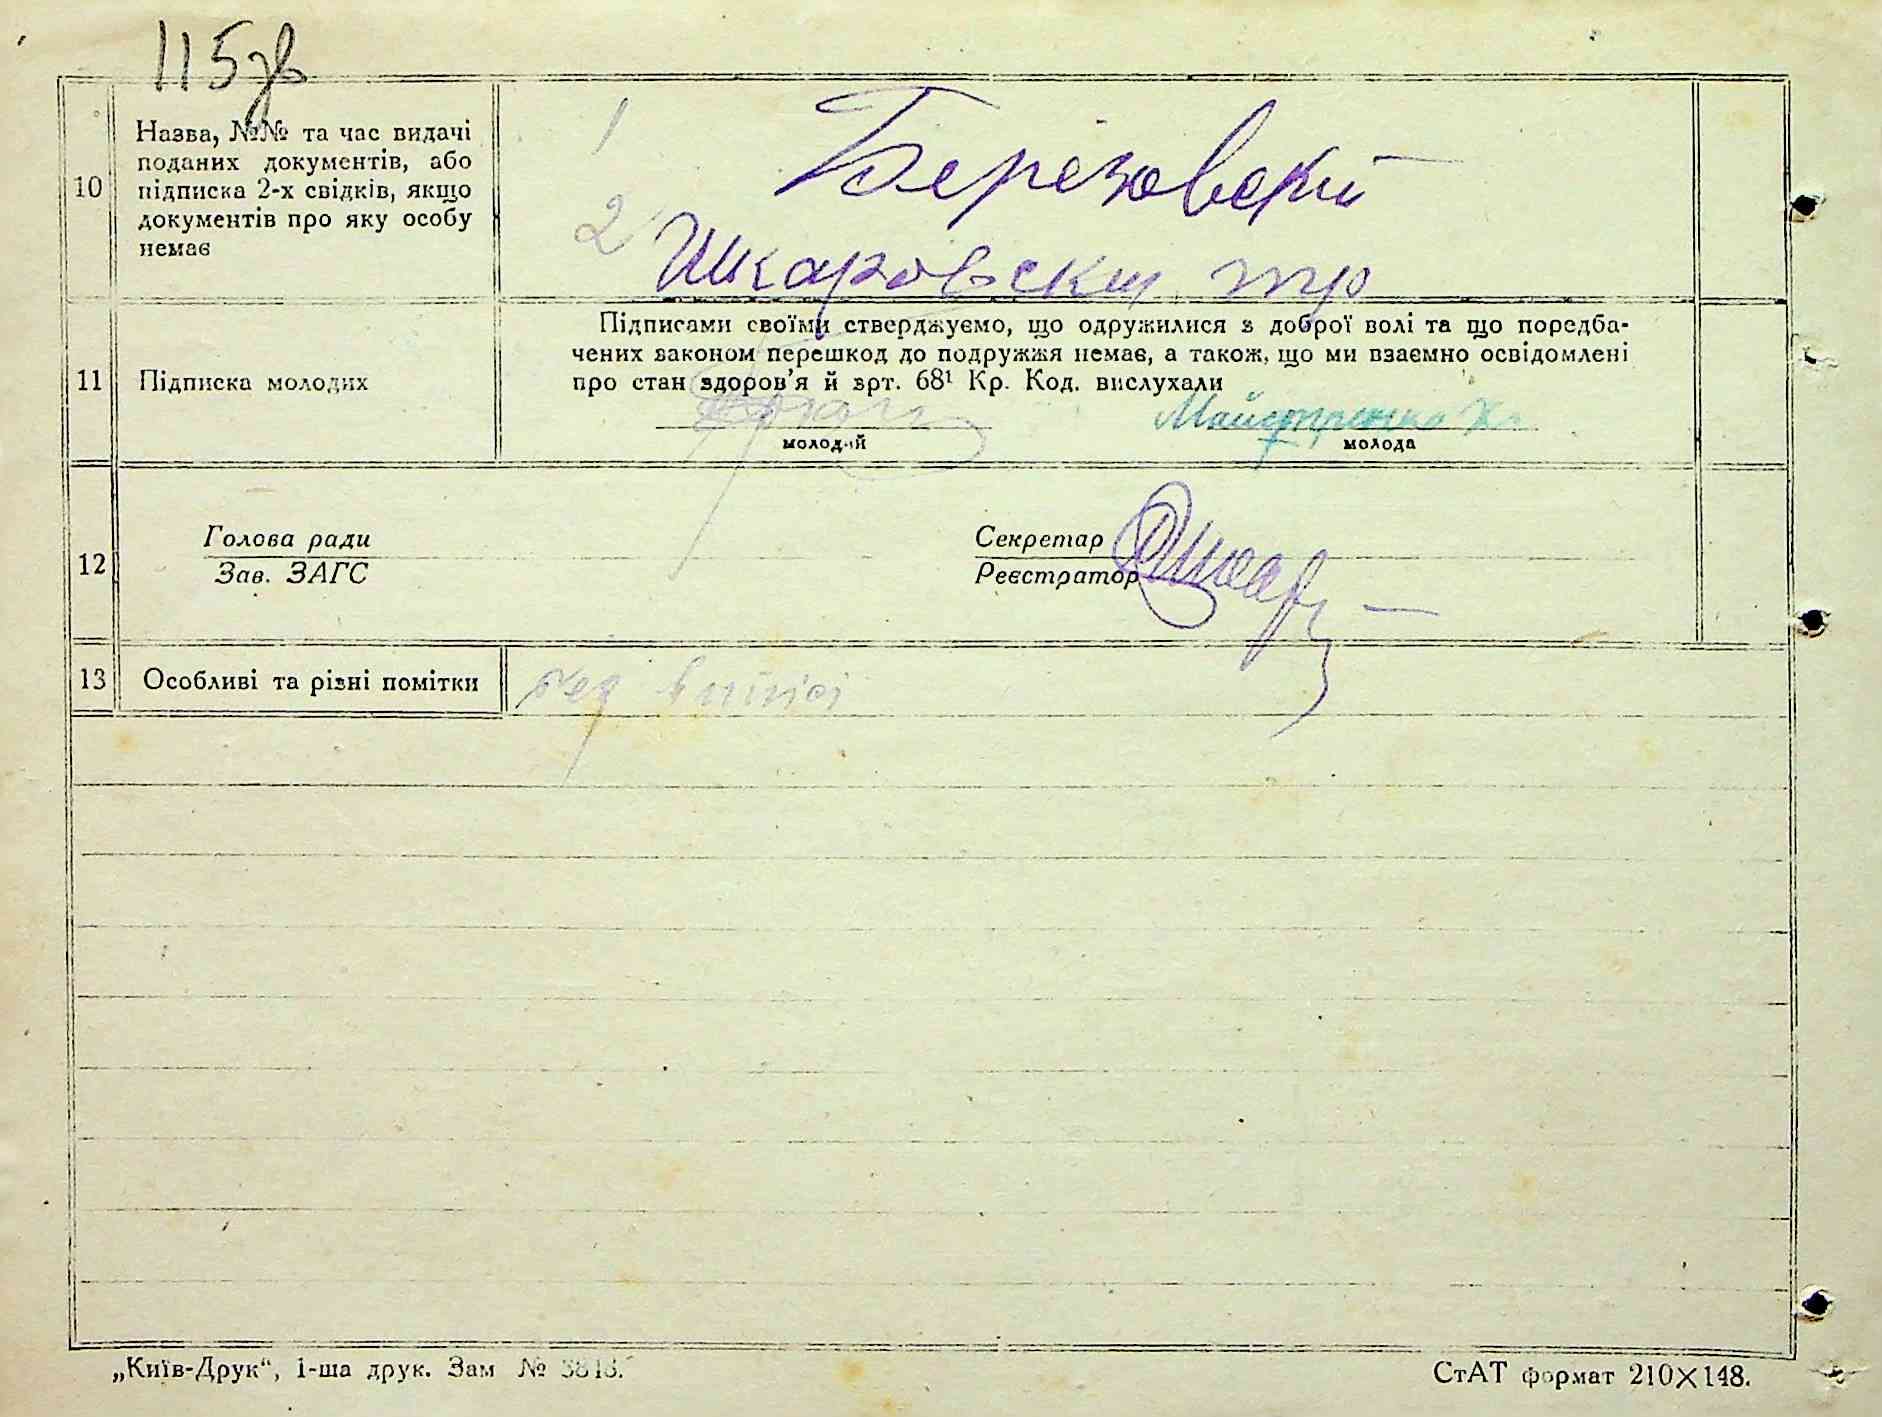 115зв
10
Назва, №№ та час видачі
поданих документів, або
підписка 2-х свідків, якщо
документів про яку особу
немає
1 Березовский
2 Шкаровский
11
Підписка молодих
Підписами своїми стверджуємо, що одружилися з доброї волі та що поредба-
чених законом перешкод до подружжя немає, а також, що ми взаємно освідомлені
про стан здоров'я й зрт. 68¹ Кр. Код. вислухали
Майстренко
молодий
молода
12
Голова ради
Зав. ЗАГС
Секретар
Реєстратор
13
Особливі та різні помітки
„Київ-Друк“, 1-ша друк. Зам № 3813.
СтАТ формат 210×148.